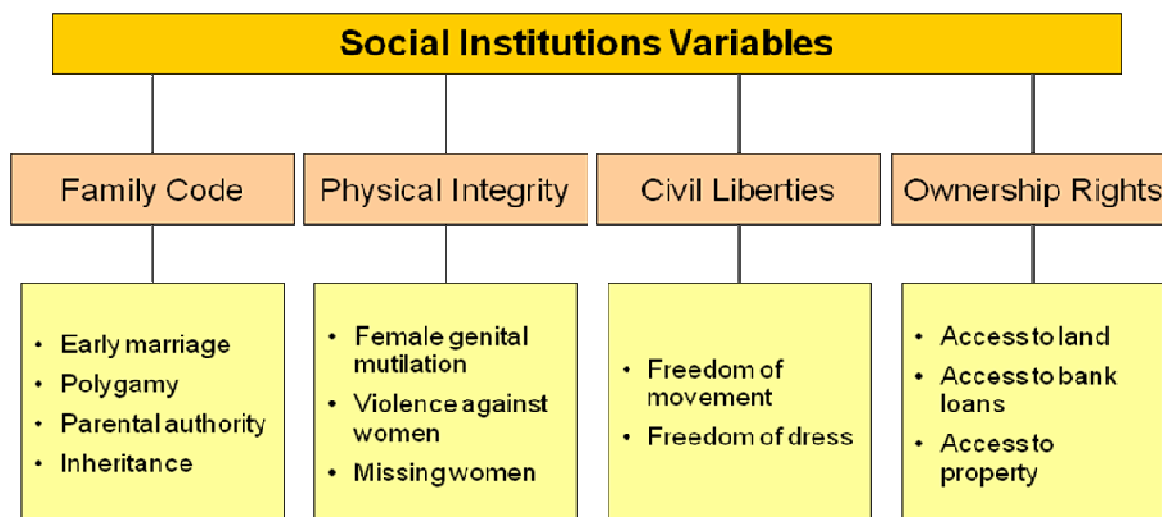 Social Institutions Variables
Family Code
Physical Integrity
Civil Liberties
Ownership Rights
• Early marriage
• Polygamy
• Parental authority
• Inheritance
• Female genital
mutilation
• Violence against
women
• Missing women
• Freedom of
movement
• Freedom of dress
• Access to land
• Access to bank
loans
• Access to
property